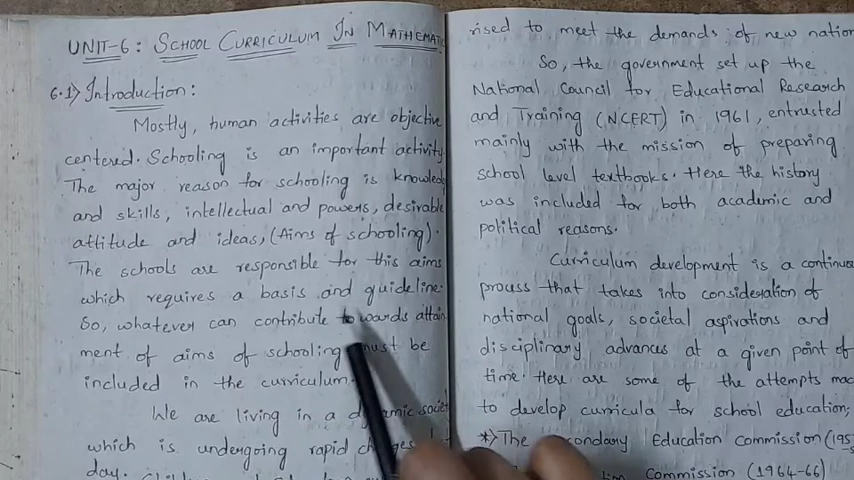 UNIT-6: SCHOOL CURRICULUM IN MATHEMAT
6.1) Introduction:
Mostly, human activities are objective
centered. Schooling is an important activity
The major reason for schooling is knowled
and skills, intellectual and powers, desirable
attitude and ideas, (Aims of schooling).
The schools are responsible for this aims
which requires a basis and guideline.
So, whatever can contribute towards attain
ment of aims of schooling must be
included in the curriculum.
We are living in a dynamic societ
which is undergoing rapid
day.
rised to meet the demands of new nation
So, the government set up the
National Council for Educational Research
and Training (NCERT) in 1961, entrusted
mainly with the mission of preparing
school level textbooks. Here the history
was included for both academic and
political reasons.
Curriculum development is a continuou
process that takes into consideration of
national goals, societal aspirations and
disciplinary advances at a given point of
time. Here are some of the attempts mad
to develop curricula for school education;
*) The Secondary Education Commission (195
Commission (1964-66)